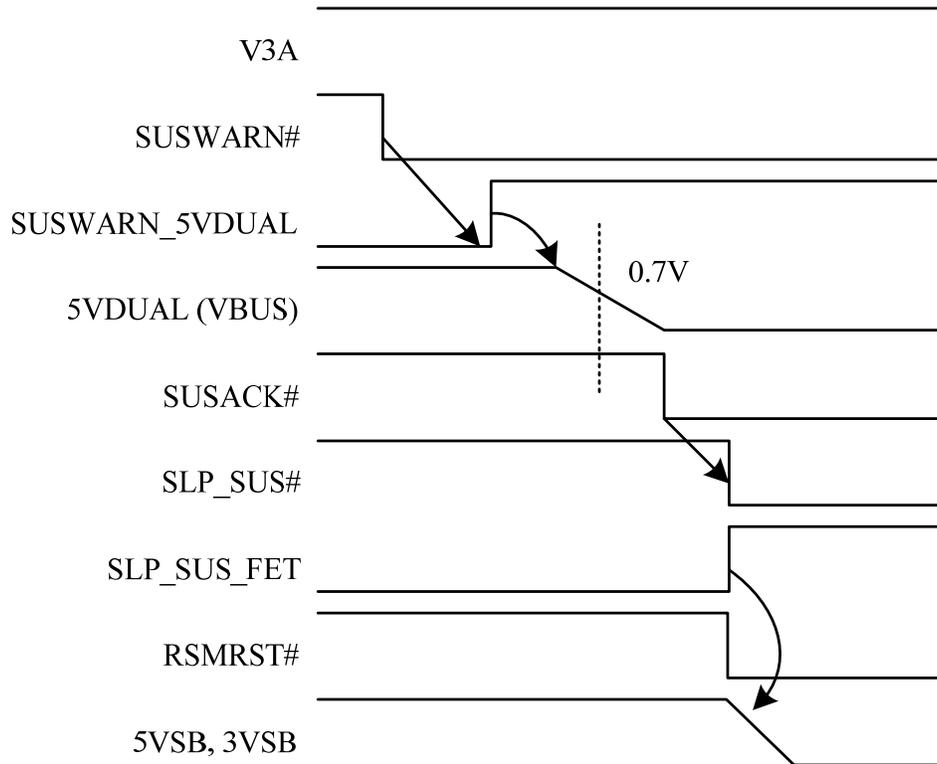 V3A
SUSWARN#
SUSWARN_5VDUAL
0.7V
5VDUAL (VBUS)
SUSACK#
SLP_SUS#
SLP_SUS_FET
RSMRST#
5VSB, 3VSB